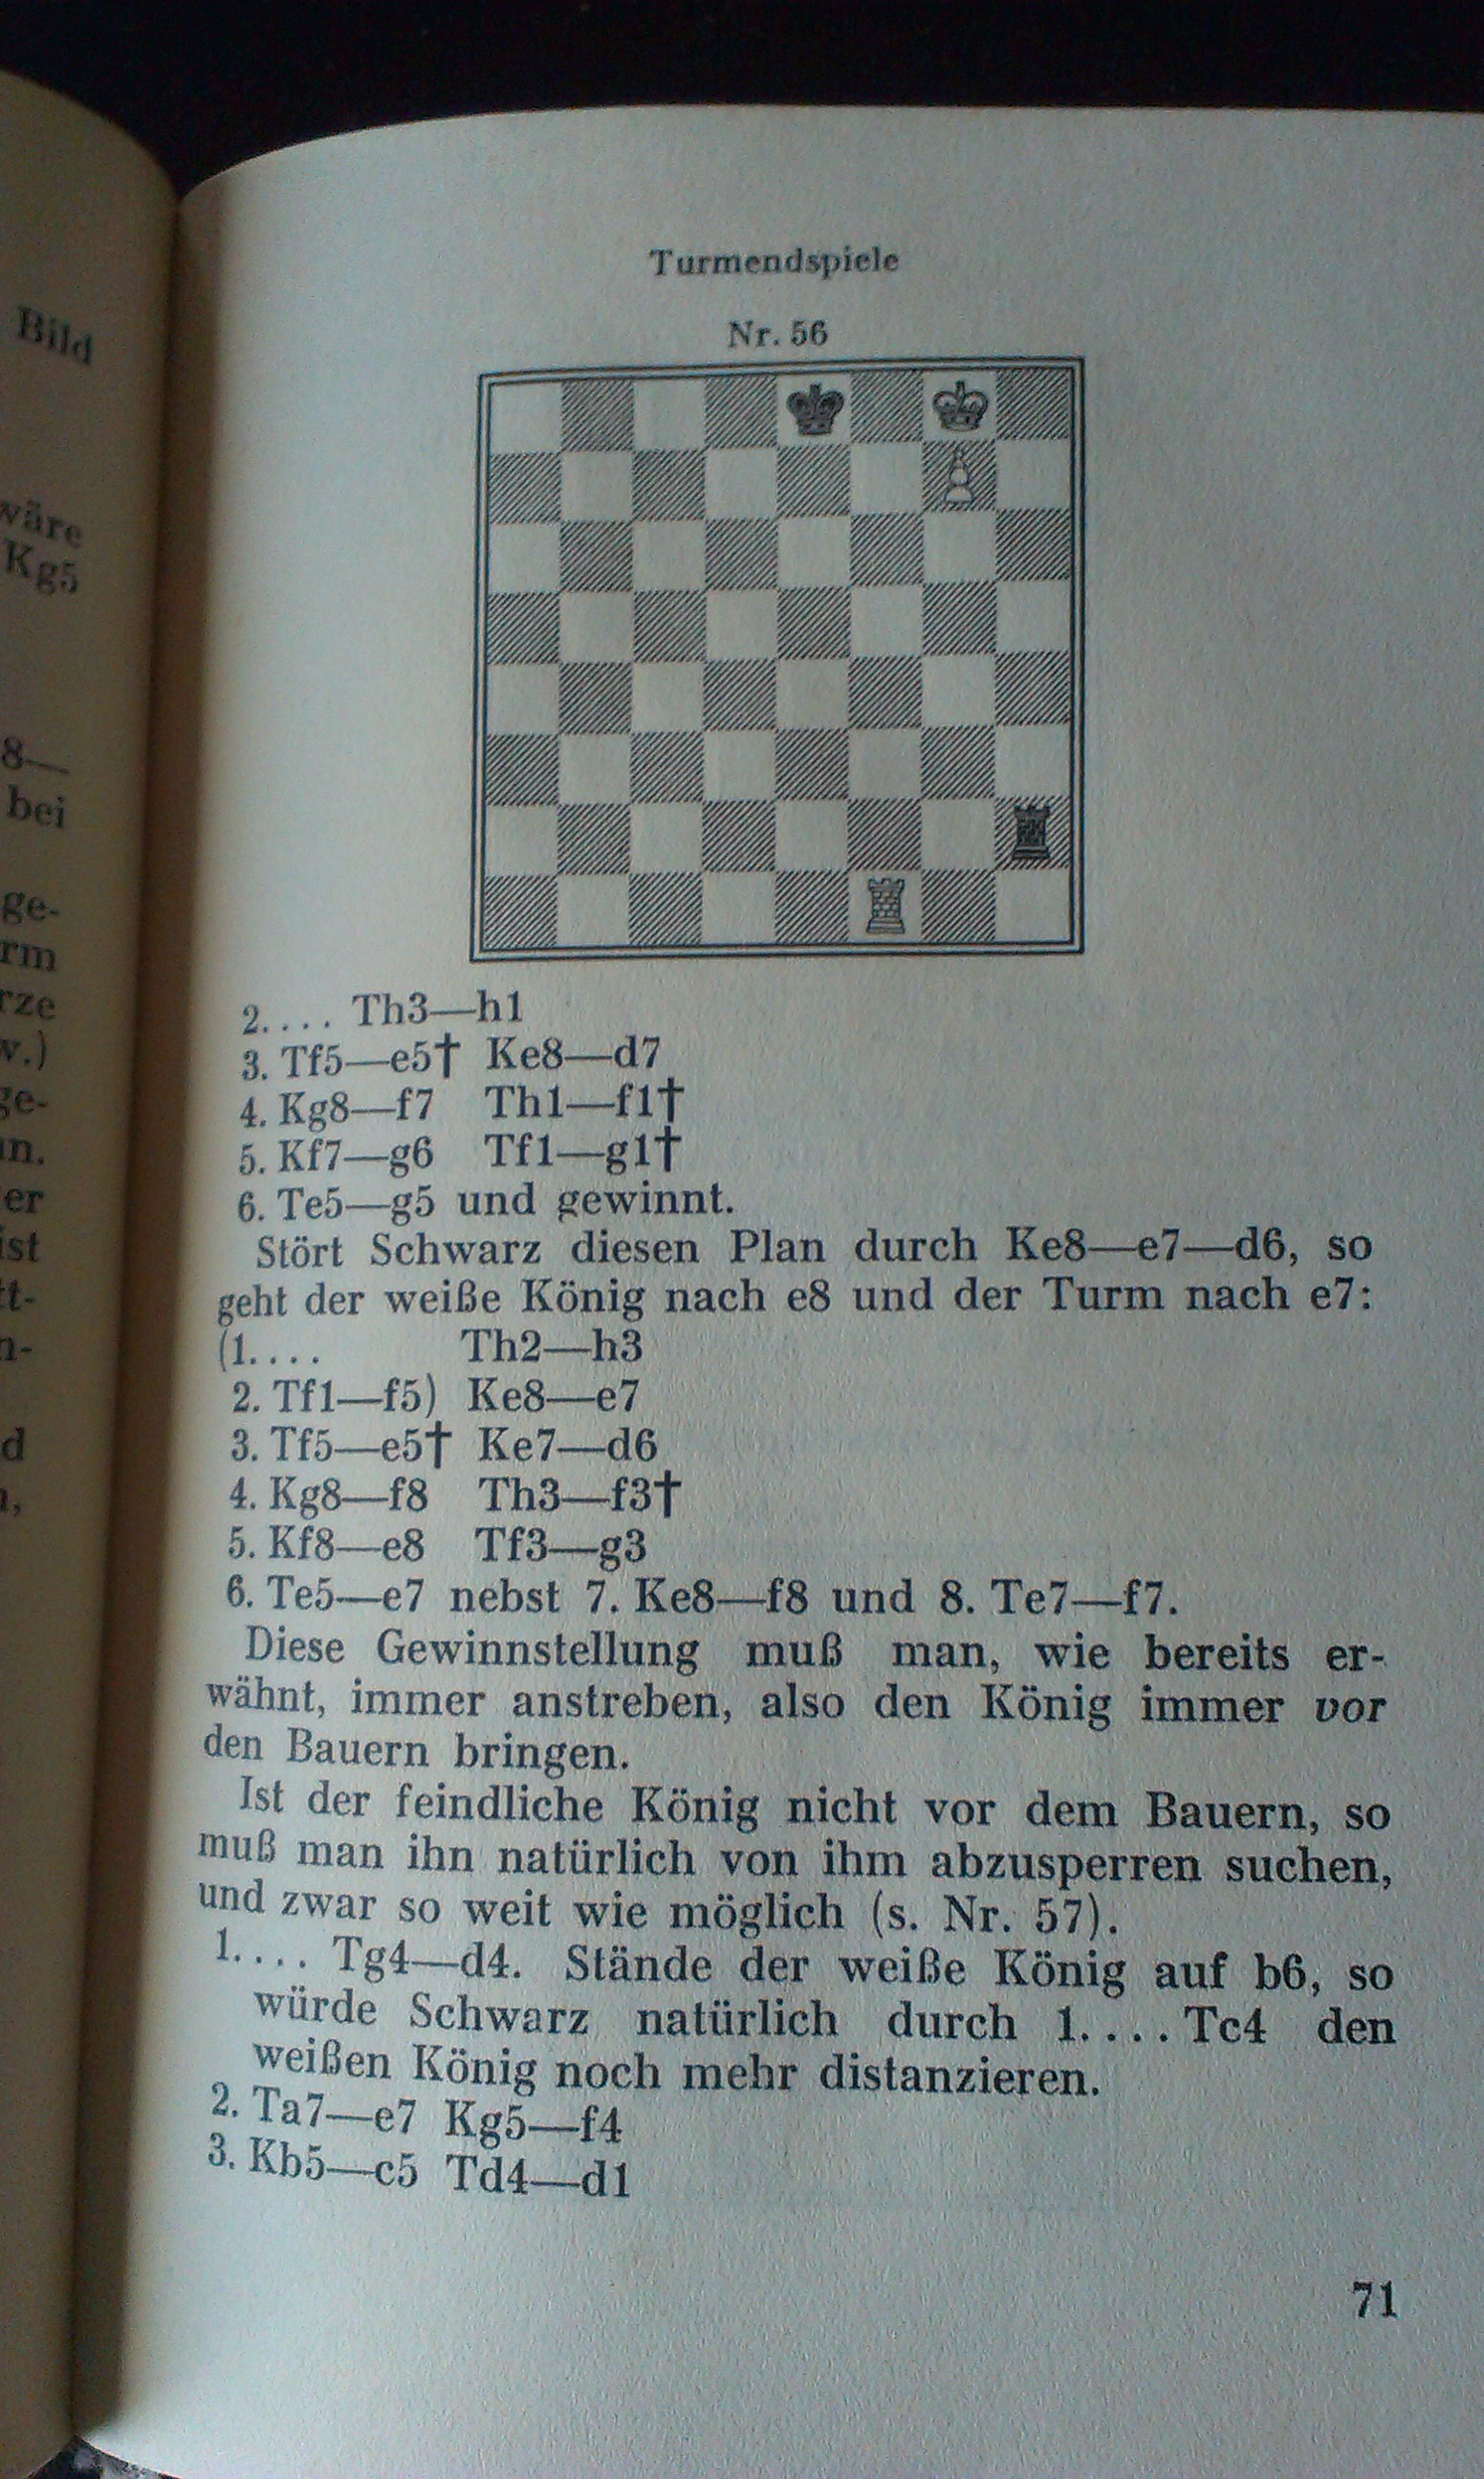 Bild
wäre
Kg5
8—
bei
ge-
rm
rze
w.)
ge-
n.
er
ist
tt-
n-
d
Turmendspiele
Nr. 56
2. . . . Th3—h1
3. Tf5—e5† Ke8—d7
4. Kg8—f7 Th1—f1†
5. Kf7—g6 Tf1—g1†
6. Te5—g5 und gewinnt.
Stört Schwarz diesen Plan durch Ke8—e7—d6, so
geht der weiße König nach e8 und der Turm nach e7:
(1. . . . Th2—h3
2. Tf1—f5) Ke8—e7
3. Tf5—e5† Ke7—d6
4. Kg8—f8 Th3—f3†
5. Kf8—e8 Tf3—g3
6. Te5—e7 nebst 7. Ke8—f8 und 8. Te7—f7.
Diese Gewinnstellung muß man, wie bereits er-
wähnt, immer anstreben, also den König immer vor
den Bauern bringen.
Ist der feindliche König nicht vor dem Bauern, so
muß man ihn natürlich von ihm abzusperren suchen,
und zwar so weit wie möglich (s. Nr. 57).
1. . . . Tg4—d4. Stände der weiße König auf b6, so
würde Schwarz natürlich durch 1. . . . Tc4 den
weißen König noch mehr distanzieren.
2. Ta7—e7 Kg5—f4
3. Kb5—c5 Td4—d1
71